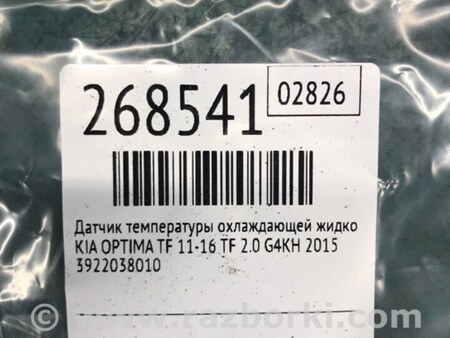 268541
02826
Датчик температуры охлаждающей жидко
KIA OPTIMA TF 11-16 TF 2.0 G4KH 2015
3922038010
www.razborki.com